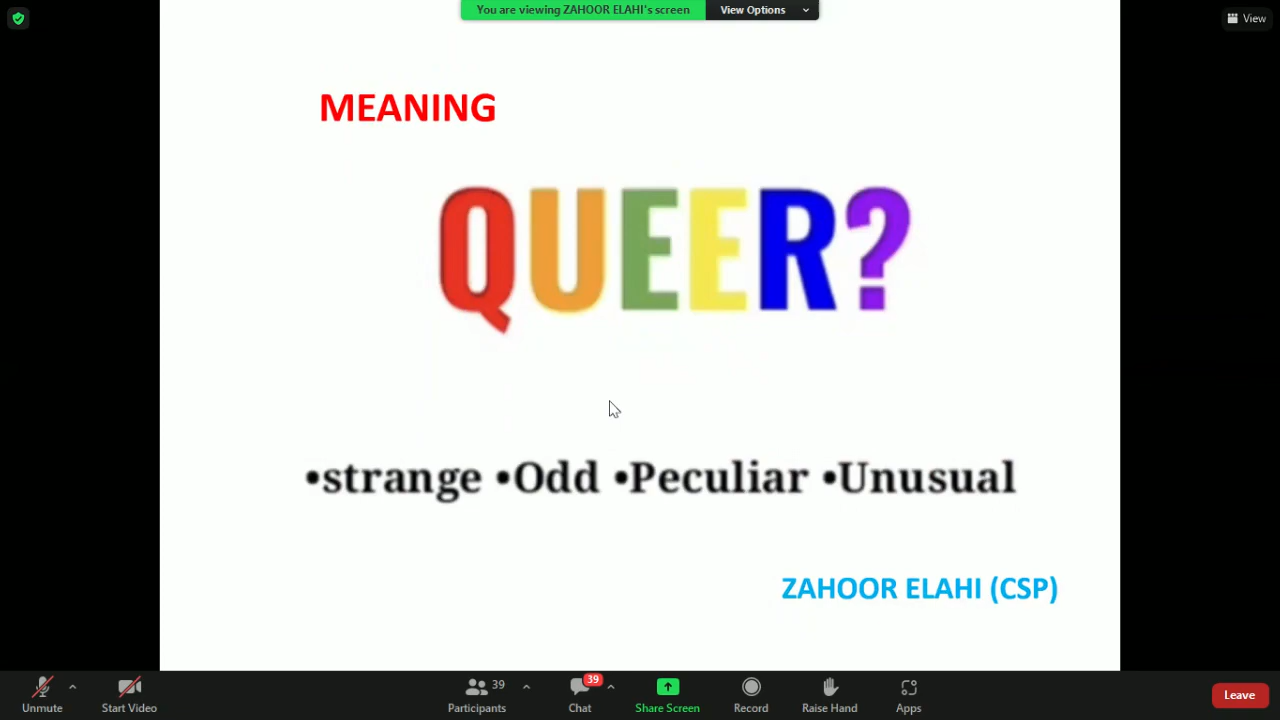 You are viewing ZAHOOR ELAHI's screen View Options
View
MEANING
QUEER?
•strange •Odd •Peculiar •Unusual
ZAHOOR ELAHI (CSP)
39 39
Unmute Start Video Participants Chat Share Screen Record Raise Hand Apps Leave